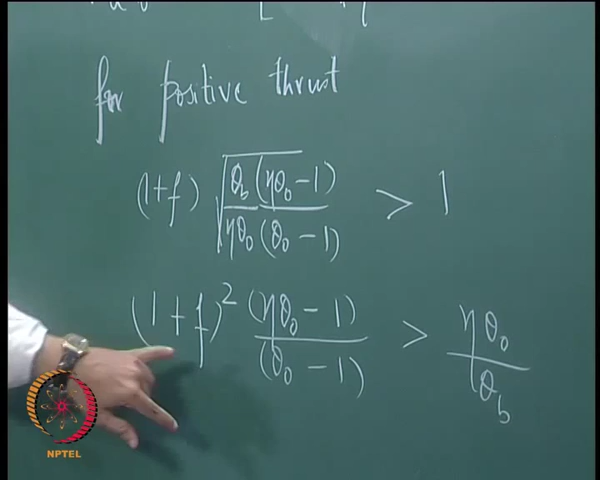 for positive thrust
(1+f) √(θb (ηθ₀ − 1) / ηθ₀ (θ₀ − 1)) > 1
(1 + f)² (ηθ₀ − 1) / (θ₀ − 1) > ηθ₀ / θb
NPTEL